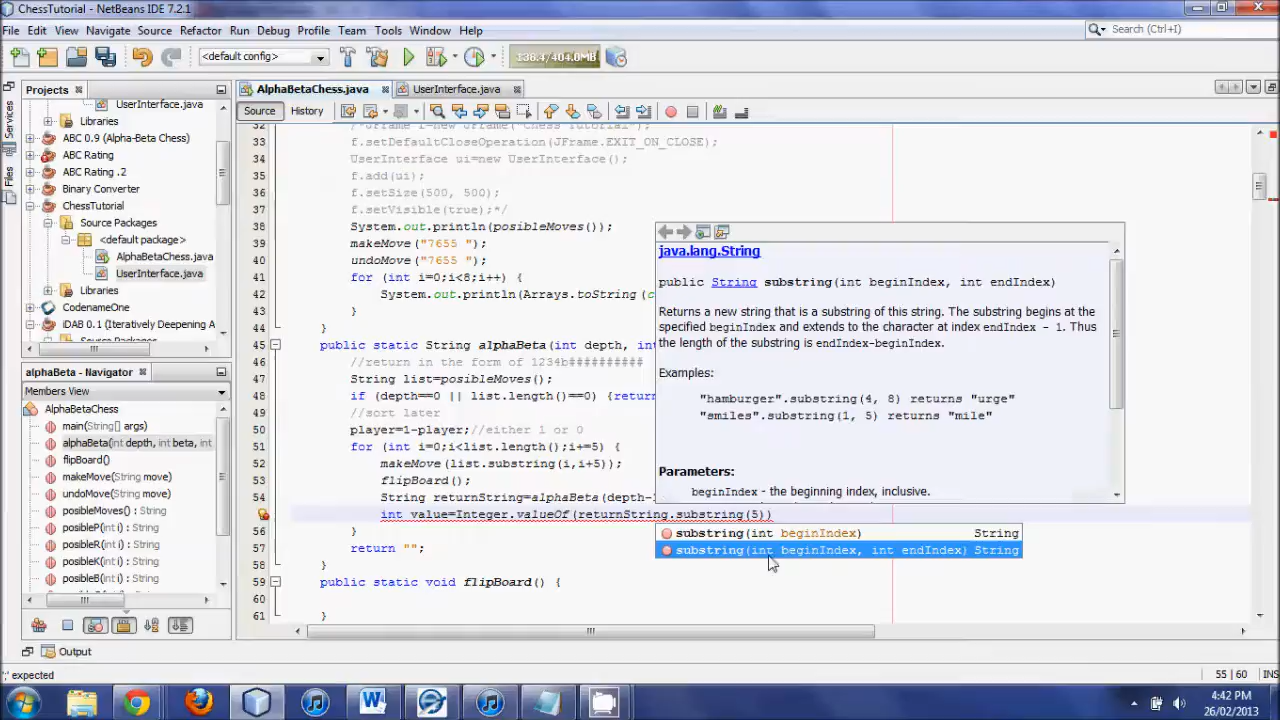 ChessTutorial - NetBeans IDE 7.2.1
File Edit View Navigate Source Refactor Run Debug Profile Team Tools Window Help
Search (Ctrl+I)
<default config>
336.4/404.0MB
Projects
AlphaBetaChess.java
UserInterface.java
Source History
Services
Files
UserInterface.java
Libraries
ABC 0.9 (Alpha-Beta Chess)
ABC Rating
ABC Rating .2
Binary Converter
ChessTutorial
Source Packages
<default package>
AlphaBetaChess.java
UserInterface.java
Libraries
CodenameOne
iDAB 0.1 (Iteratively Deepening A
Source Packages
alphaBeta - Navigator
Members View
AlphaBetaChess
main(String[] args)
alphaBeta(int depth, int beta, int
flipBoard()
makeMove(String move)
undoMove(String move)
posibleMoves()
posibleP(int i)
posibleR(int i)
posibleK(int i)
posibleB(int i)
32 /*JFrame f=new JFrame("Chess Tutorial");
33 f.setDefaultCloseOperation(JFrame.EXIT_ON_CLOSE);
34 UserInterface ui=new UserInterface();
35 f.add(ui);
36 f.setSize(500, 500);
37 f.setVisible(true);*/
38 System.out.println(posibleMoves());
39 makeMove("7655 ");
40 undoMove("7655 ");
41 for (int i=0;i<8;i++) {
42 System.out.println(Arrays.toString(c
43 }
44 }
45 public static String alphaBeta(int depth, in
46 //return in the form of 1234b##########
47 String list=posibleMoves();
48 if (depth==0 || list.length()==0) {return
49 //sort later
50 player=1-player;//either 1 or 0
51 for (int i=0;i<list.length();i+=5) {
52 makeMove(list.substring(i,i+5));
53 flipBoard();
54 String returnString=alphaBeta(depth-1
int value=Integer.valueOf(returnString.substring(5))
56 }
57 return "";
58 }
59 public static void flipBoard() {
60
61 }
java.lang.String
public String substring(int beginIndex, int endIndex)
Returns a new string that is a substring of this string. The substring begins at the
specified beginIndex and extends to the character at index endIndex - 1. Thus
the length of the substring is endIndex-beginIndex.
Examples:
"hamburger".substring(4, 8) returns "urge"
"smiles".substring(1, 5) returns "mile"
Parameters:
beginIndex - the beginning index, inclusive.
substring(int beginIndex) String
substring(int beginIndex, int endIndex) String
Output
';' expected
55 | 60 INS
4:42 PM
26/02/2013